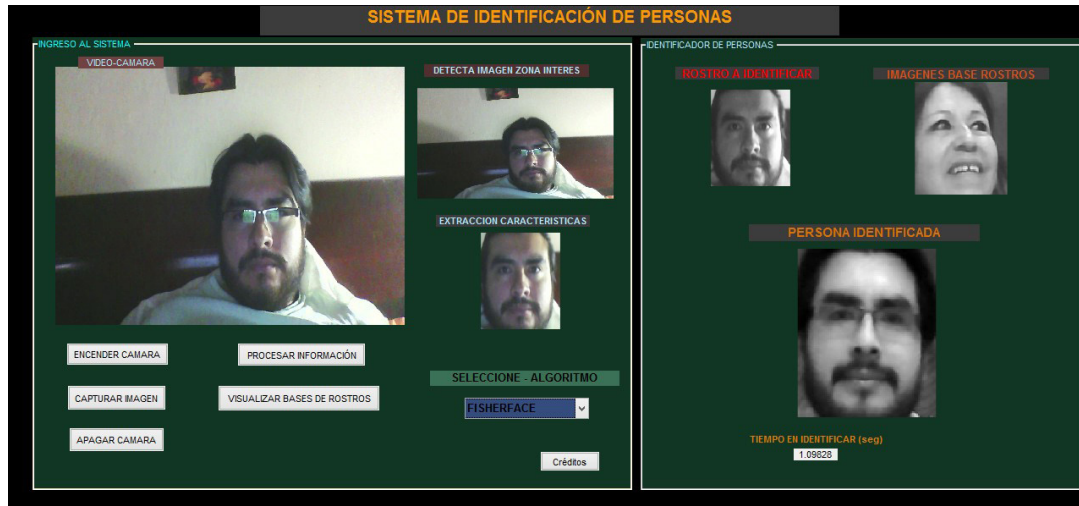 SISTEMA DE IDENTIFICACIÓN DE PERSONAS
INGRESO AL SISTEMA
VIDEO-CAMARA
DETECTA IMAGEN ZONA INTERES
EXTRACCION CARACTERISTICAS
ENCENDER CAMARA
PROCESAR INFORMACIÓN
CAPTURAR IMAGEN
VISUALIZAR BASES DE ROSTROS
APAGAR CAMARA
SELECCIONE - ALGORITMO
FISHERFACE
Créditos
IDENTIFICADOR DE PERSONAS
ROSTRO A IDENTIFICAR
IMAGENES BASE ROSTROS
PERSONA IDENTIFICADA
TIEMPO EN IDENTIFICAR (seg)
1.09828